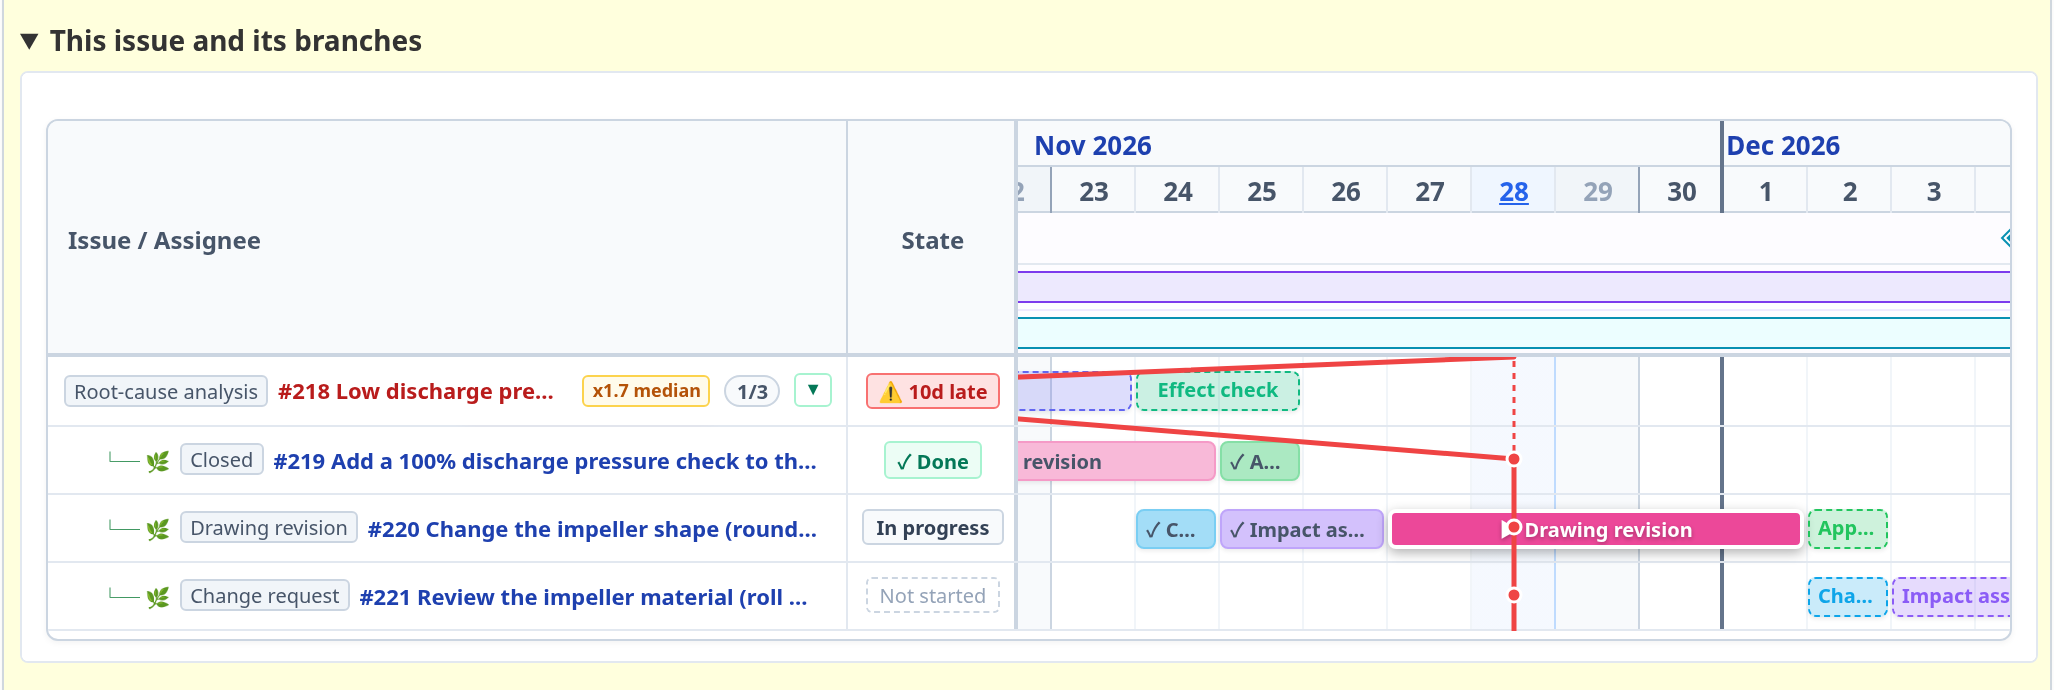 ▼ This issue and its branches
Issue / Assignee
State
Nov 2026
Dec 2026
2 23 24 25 26 27 28 29 30 1 2 3
Root-cause analysis #218 Low discharge pre... x1.7 median 1/3 ▼ ⚠️ 10d late Effect check
Closed #219 Add a 100% discharge pressure check to th... ✓ Done revision ✓ A...
Drawing revision #220 Change the impeller shape (round... In progress ✓ C... ✓ Impact as... Drawing revision App...
Change request #221 Review the impeller material (roll ... Not started Cha... Impact ass